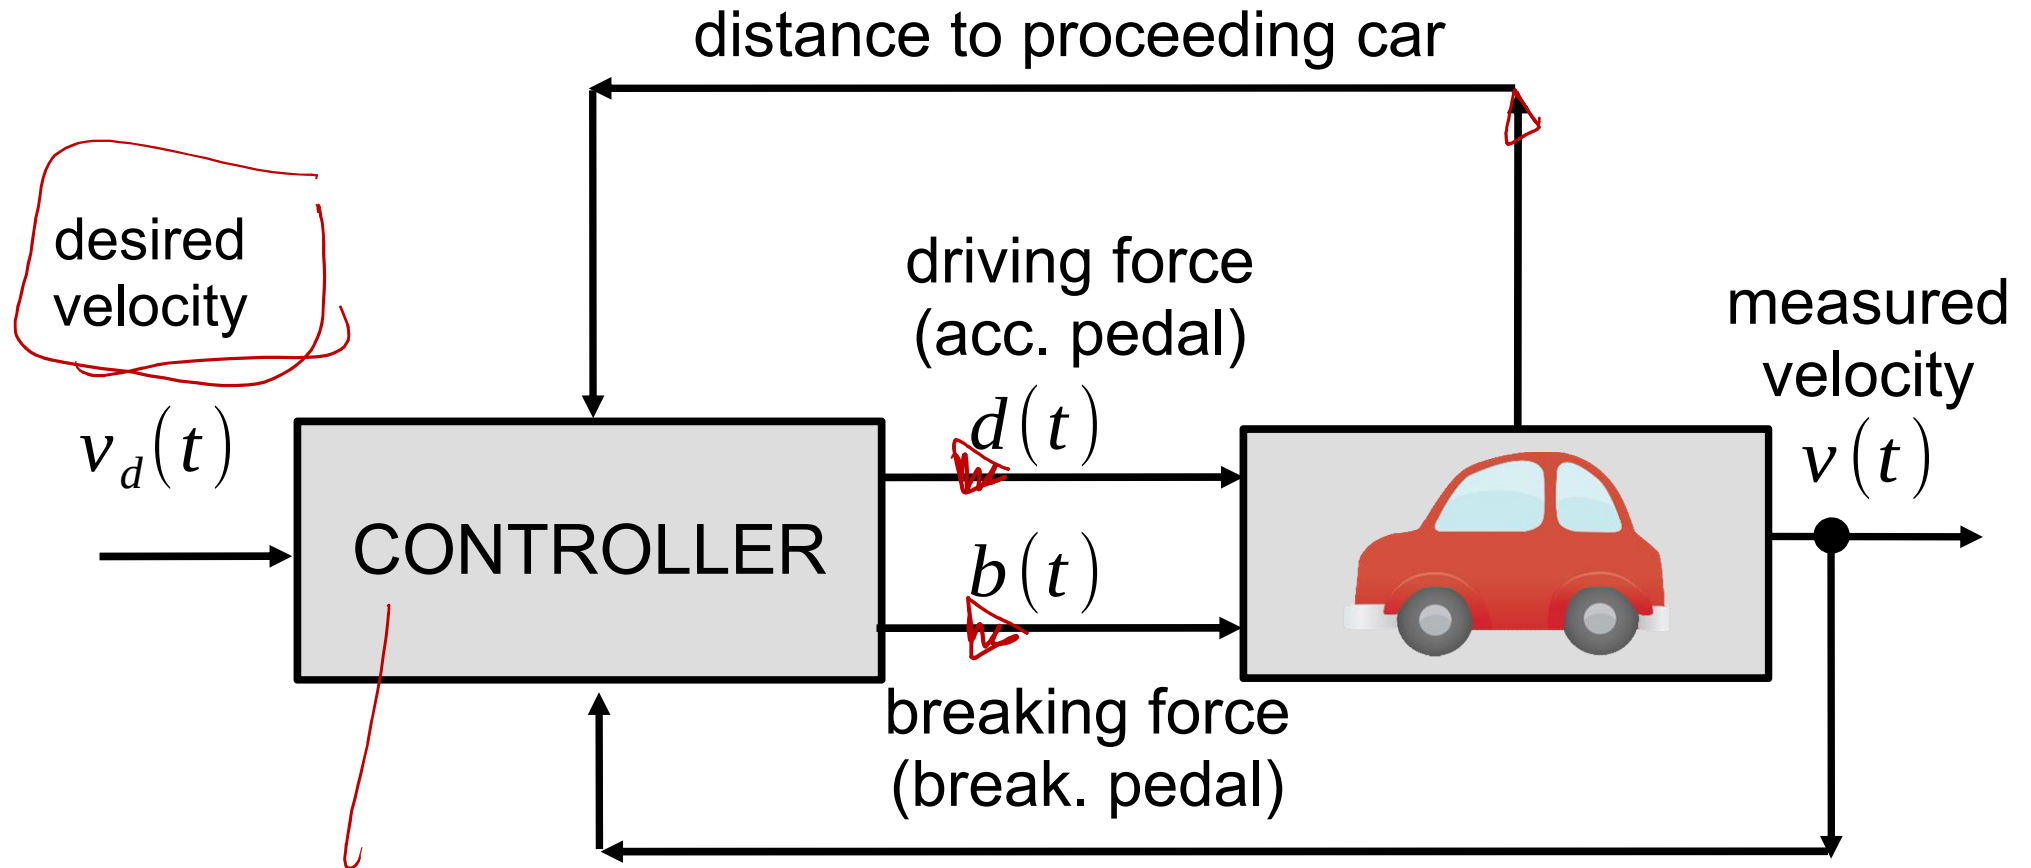 distance to proceeding car
desired
velocity
v_d(t)
driving force
(acc. pedal)
d(t)
measured
velocity
v(t)
CONTROLLER
b(t)
breaking force
(break. pedal)